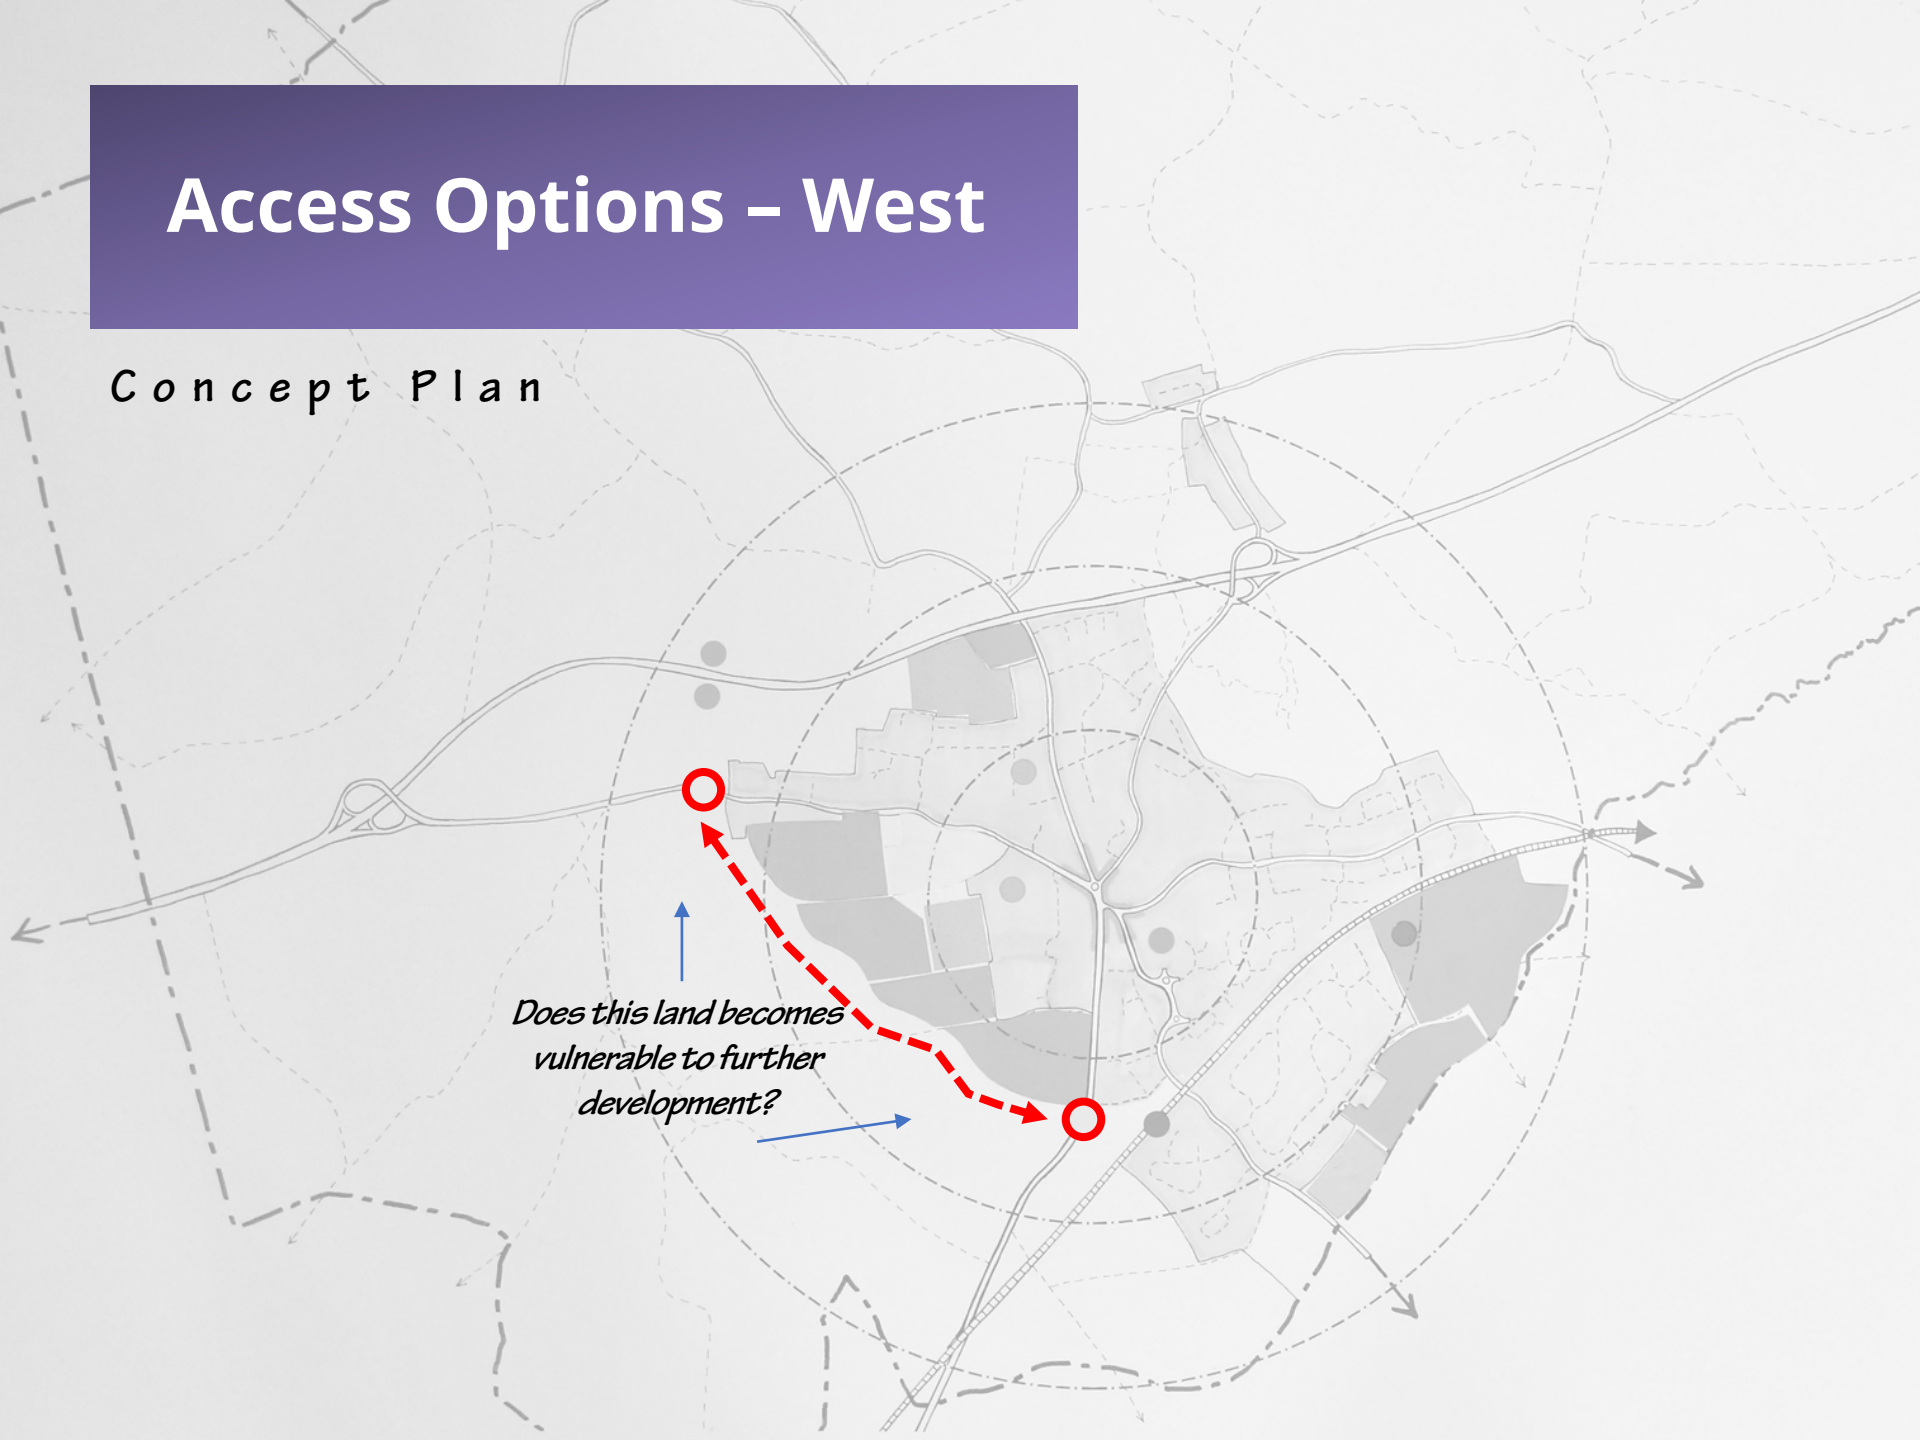 Access Options – West
Concept Plan
Does this land becomes
vulnerable to further
development?